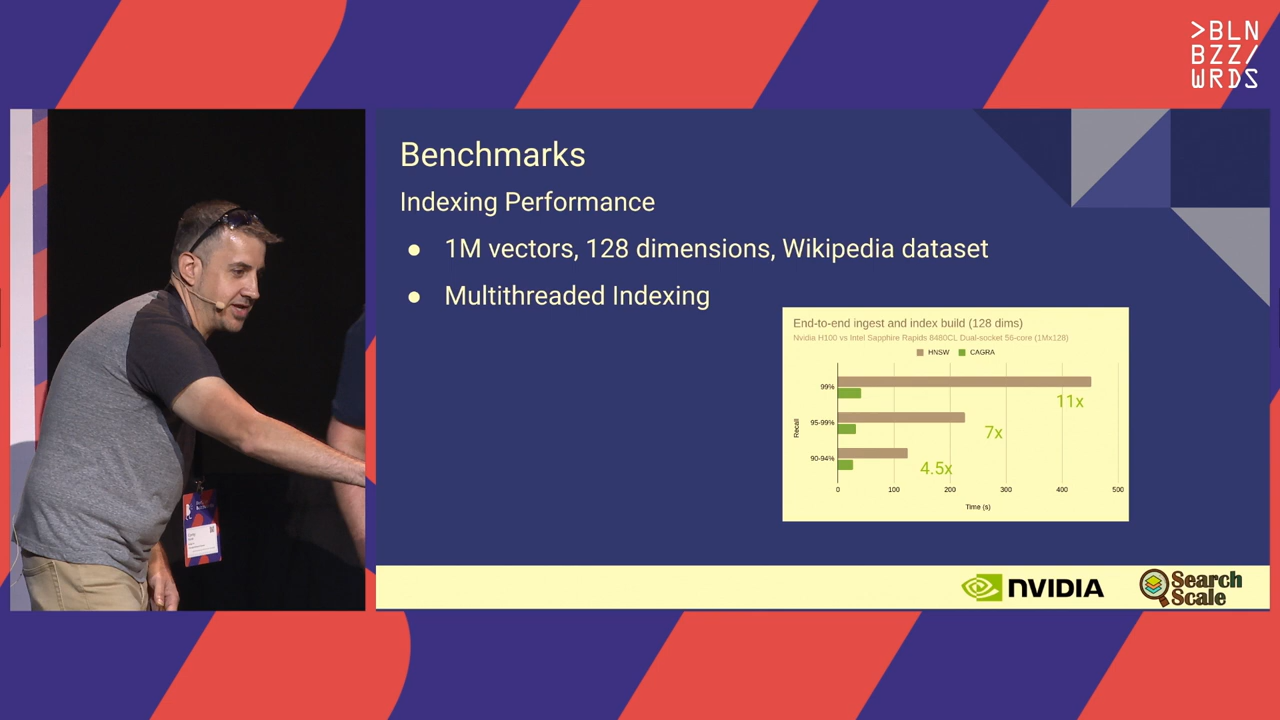 >BLN
BZZ/
WRDS
Benchmarks
Indexing Performance
● 1M vectors, 128 dimensions, Wikipedia dataset
● Multithreaded Indexing
End-to-end ingest and index build (128 dims)
Nvidia H100 vs Intel Sapphire Rapids 8480CL Dual-socket 56-core (1Mx128)
HNSW CAGRA
Recall
99%
11x
95-99%
7x
90-94%
4.5x
0 100 200 300 400 500
Time (s)
NVIDIA
Search
Scale